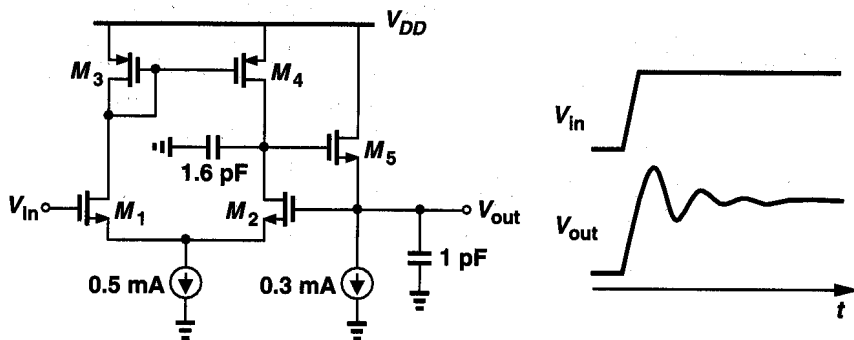 V_DD
M_3
M_4
1.6 pF
M_5
V_in
M_1
M_2
V_out
1 pF
0.5 mA
0.3 mA
V_in
V_out
t